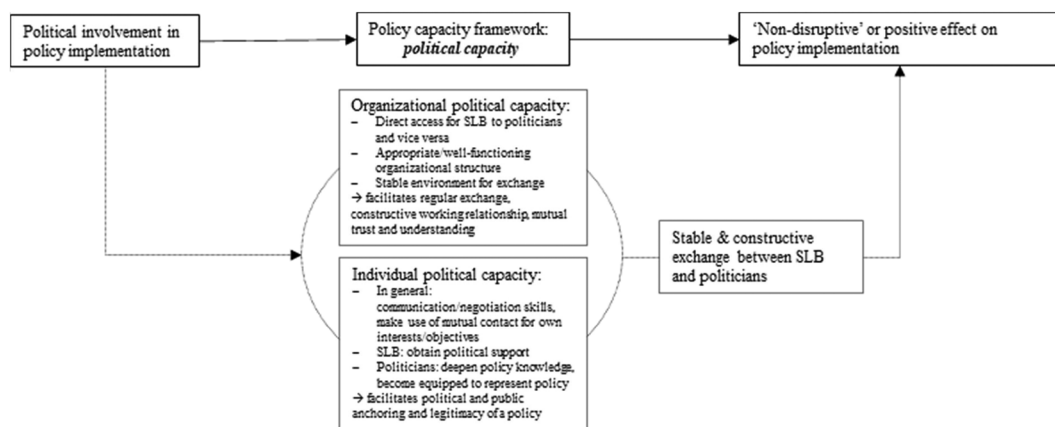 Political involvement in
policy implementation
Policy capacity framework:
political capacity
‘Non-disruptive’ or positive effect on
policy implementation
Organizational political capacity:
– Direct access for SLB to politicians
and vice versa
– Appropriate/well-functioning
organizational structure
– Stable environment for exchange
→ facilitates regular exchange,
constructive working relationship, mutual
trust and understanding
Individual political capacity:
– In general:
communication/negotiation skills,
make use of mutual contact for own
interests/objectives
– SLB: obtain political support
– Politicians: deepen policy knowledge,
become equipped to represent policy
→ facilitates political and public
anchoring and legitimacy of a policy
Stable & constructive
exchange between SLB
and politicians